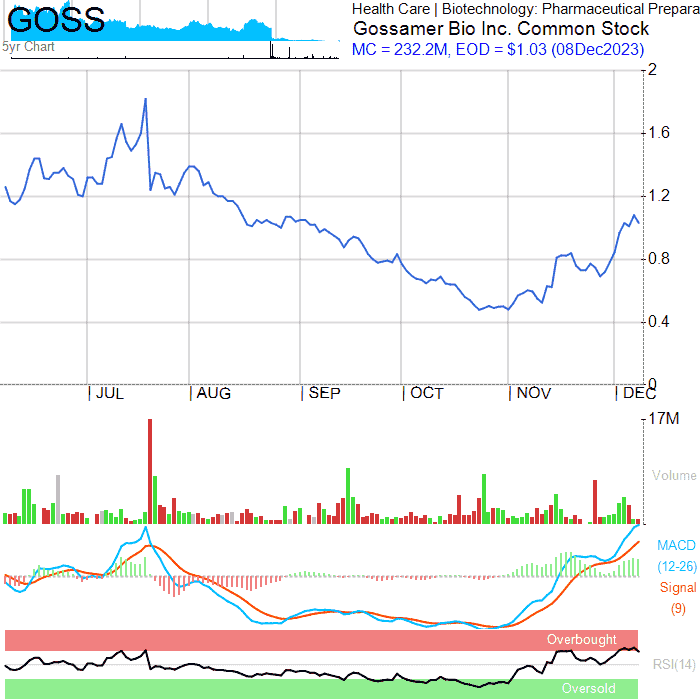 GOSS
5yr Chart
Health Care | Biotechnology: Pharmaceutical Prepara
Gossamer Bio Inc. Common Stock
MC = 232.2M, EOD = $1.03 (08Dec2023)
2
1.6
1.2
0.8
0.4
0
JUL
AUG
SEP
OCT
NOV
DEC
17M
Volume
MACD
(12-26)
Signal
(9)
Overbought
RSI(14)
Oversold